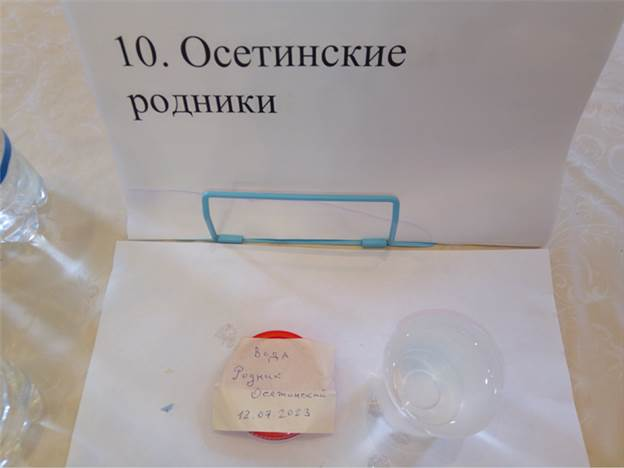 10. Осетинские
родники
Вода
Родник
Осетинский
12.07.2023